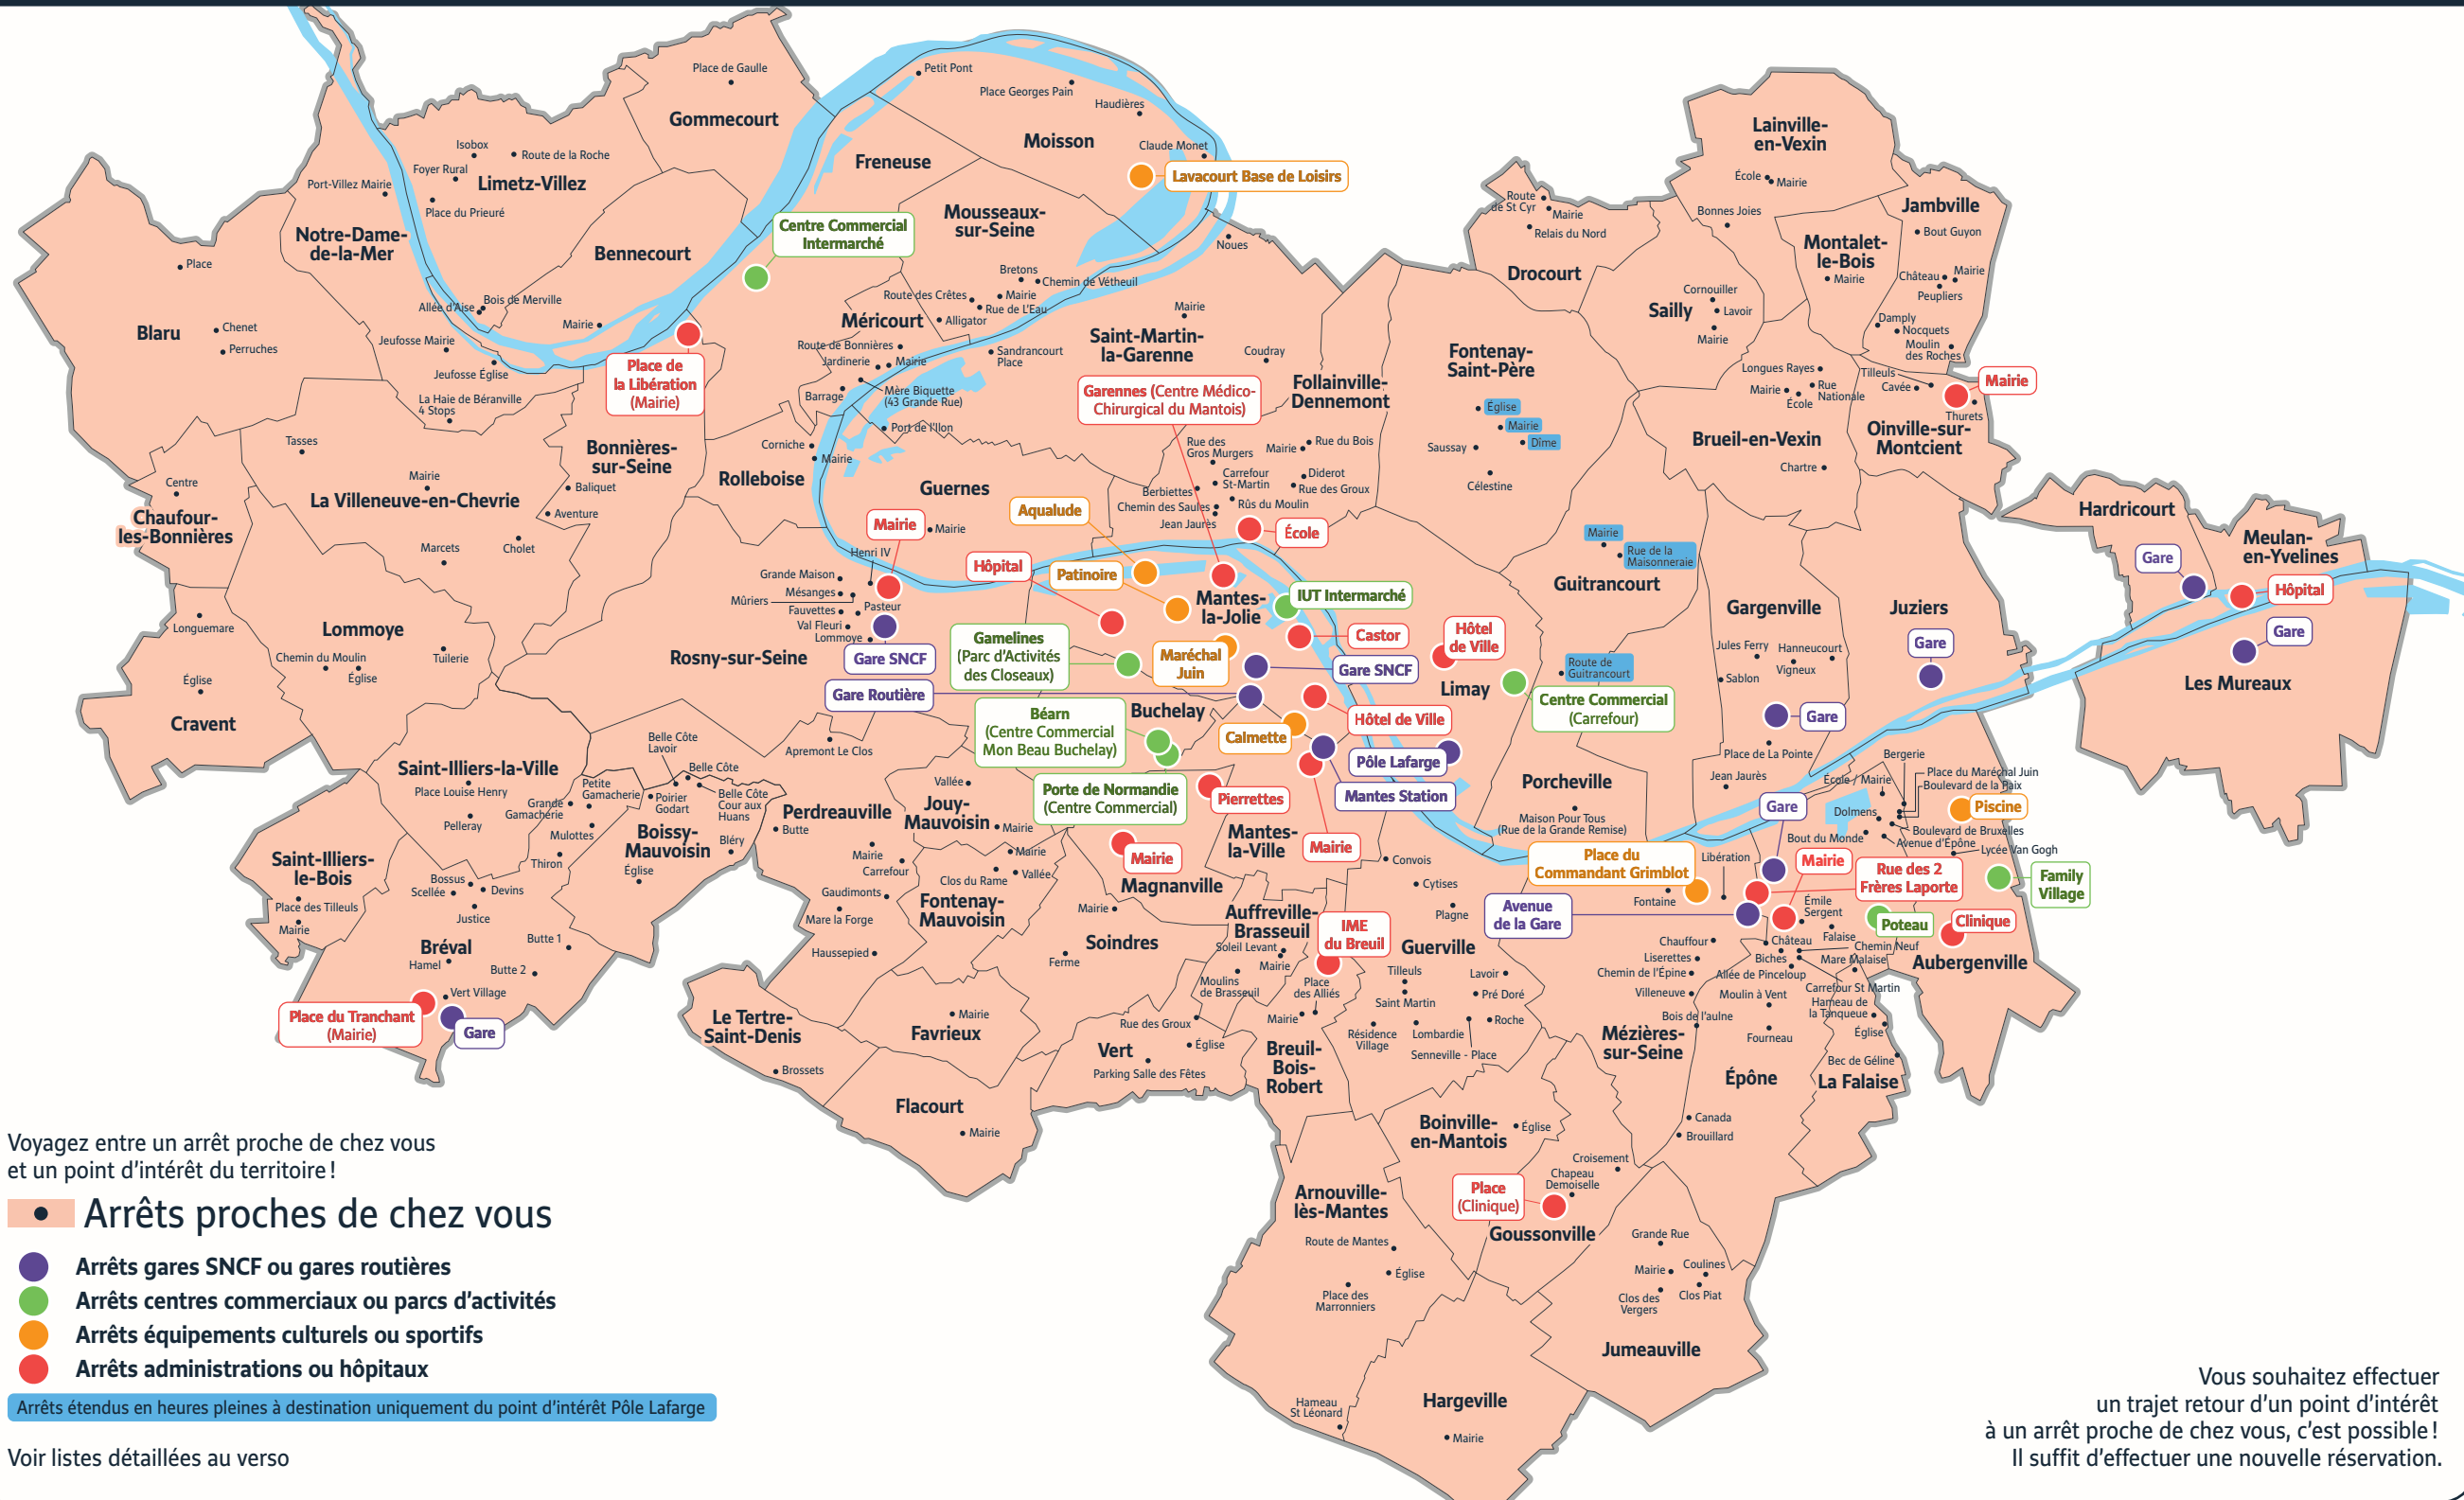 Place de Gaulle
Gommecourt
Petit Pont
Place Georges Pain
Haudières
Moisson
Claude Monet
Freneuse
Lavacourt Base de Loisirs
Isobox
Route de la Roche
Foyer Rural
Limetz-Villez
Port-Villez Mairie
Place du Prieuré
Notre-Dame-
de-la-Mer
Bennecourt
Centre Commercial
Intermarché
Mousseaux-
sur-Seine
Noues
Place
Blaru
Chenet
Perruches
Allée d'Aise
Bois de Merville
Mairie
Jeufosse Mairie
Jeufosse Église
La Haie de Béranville
4 Stops
Place de
la Libération
(Mairie)
Bretons
Chemin de Vétheuil
Route des Crêtes
Mairie
Rue de L'Eau
Alligator
Méricourt
Route de Bonnières
Jardinerie
Mairie
Barrage
Mère Biquette
(43 Grande Rue)
Port de l'Ilon
Sandrancourt
Place
Mairie
Saint-Martin-
la-Garenne
Coudray
Garennes (Centre Médico-
Chirurgical du Mantois)
Follainville-
Dennemont
Rue des
Gros Murgers
Mairie
Rue du Bois
Carrefour
St-Martin
Diderot
Rue des Groux
Berbiettes
Chemin des Saules
Rûs du Moulin
Jean Jaurès
École
Fontenay-
Saint-Père
Église
Mairie
Dîme
Saussay
Célestine
Route
de St Cyr
Mairie
Relais du Nord
Drocourt
Lainville-
en-Vexin
École
Mairie
Bonnes Joies
Jambville
Bout Guyon
Montalet-
le-Bois
Mairie
Château
Mairie
Peupliers
Cornouiller
Sailly
Lavoir
Mairie
Damply
Nocquets
Moulin
des Roches
Longues Rayes
Mairie
Rue
Nationale
École
Brueil-en-Vexin
Chartre
Tilleuls
Cavée
Mairie
Thurets
Oinville-sur-
Montcient
Tasses
Centre
Chaufour-
les-Bonnières
Mairie
La Villeneuve-en-Chevrie
Bonnières-
sur-Seine
Baliquet
Aventure
Cholet
Marcets
Corniche
Mairie
Rolleboise
Guernes
Mairie
Mairie
Aqualude
Hôpital
Patinoire
Henri IV
Grande Maison
Mésanges
Mûriers
Fauvettes
Pasteur
Val Fleuri
Lommoye
Rosny-sur-Seine
Gare SNCF
Gare Routière
Longuemare
Lommoye
Chemin du Moulin
Église
Tuilerie
Église
Cravent
Mantes-
la-Jolie
IUT Intermarché
Castor
Gamelines
(Parc d'Activités
des Closeaux)
Maréchal
Juin
Gare SNCF
Buchelay
Hôtel de Ville
Béarn
(Centre Commercial
Mon Beau Buchelay)
Calmette
Pôle Lafarge
Mantes Station
Porte de Normandie
(Centre Commercial)
Pierrettes
Mantes-
la-Ville
Mairie
Mairie
Magnanville
Mairie
Hôtel
de Ville
Limay
Centre Commercial
(Carrefour)
Route de
Guitrancourt
Mairie
Rue de la
Maisonneraie
Guitrancourt
Gargenville
Jules Ferry
Hanneucourt
Vigneux
Sablon
Gare
Place de La Pointe
Jean Jaurès
Juziers
Gare
Hardricourt
Gare
Meulan-
en-Yvelines
Hôpital
Gare
Les Mureaux
Porcheville
Maison Pour Tous
(Rue de la Grande Remise)
Saint-Illiers-la-Ville
Place Louise Henry
Pelleray
Petite
Gamacherie
Grande
Gamacherie
Mulottes
Thiron
Belle Côte
Lavoir
Belle Côte
Poirier
Godart
Belle Côte
Cour aux
Huans
Boissy-
Mauvoisin
Bléry
Église
Apremont Le Clos
Perdreauville
Butte
Mairie
Carrefour
Gaudimonts
Mare la Forge
Haussepied
Vallée
Jouy-
Mauvoisin
Mairie
Mairie
Clos du Rame
Vallée
Fontenay-
Mauvoisin
Saint-Illiers-
le-Bois
Place des Tilleuls
Mairie
Bossus
Scellée
Devins
Justice
Bréval
Hamel
Butte 1
Butte 2
Vert Village
Place du Tranchant
(Mairie)
Gare
Soindres
Ferme
Auffreville-
Brasseuil
Soleil Levant
Mairie
Moulins
de Brasseuil
IME
du Breuil
Place
des Alliés
Mairie
Convois
Cytises
Plagne
Guerville
Tilleuls
Saint Martin
Lavoir
Pré Doré
Roche
Résidence
Village
Lombardie
Senneville - Place
Avenue
de la Gare
Place du
Commandant Grimblot
Fontaine
Libération
Gare
Mairie
Rue des 2
Frères Laporte
Bergerie
École / Mairie
Place du Maréchal Juin
Boulevard de la Paix
Dolmens
Boulevard de Bruxelles
Bout du Monde
Avenue d'Épône
Lycée Van Gogh
Piscine
Family
Village
Émile
Sergent
Poteau
Clinique
Aubergenville
Chauffour
Château
Falaise
Chemin Neuf
Liserettes
Biches
Mare Malaise
Chemin de l'Épine
Allée de Pinceloup
Carrefour St Martin
Villeneuve
Moulin à Vent
Hameau de
la Tanqueue
Bois de l'aulne
Fourneau
Église
Mézières-
sur-Seine
Bec de Géline
Épône
La Falaise
Canada
Brouillard
Le Tertre-
Saint-Denis
Brossets
Favrieux
Mairie
Flacourt
Mairie
Rue des Groux
Vert
Église
Parking Salle des Fêtes
Breuil-
Bois-
Robert
Boinville-
en-Mantois
Église
Croisement
Chapeau
Demoiselle
Place
(Clinique)
Goussonville
Arnouville-
lès-Mantes
Route de Mantes
Église
Place des
Marronniers
Grande Rue
Mairie
Coulines
Clos des
Vergers
Clos Piat
Jumeauville
Hameau
St Léonard
Hargeville
Mairie
Voyagez entre un arrêt proche de chez vous
et un point d'intérêt du territoire !
Arrêts proches de chez vous
Arrêts gares SNCF ou gares routières
Arrêts centres commerciaux ou parcs d'activités
Arrêts équipements culturels ou sportifs
Arrêts administrations ou hôpitaux
Arrêts étendus en heures pleines à destination uniquement du point d'intérêt Pôle Lafarge
Voir listes détaillées au verso
Vous souhaitez effectuer
un trajet retour d'un point d'intérêt
à un arrêt proche de chez vous, c'est possible !
Il suffit d'effectuer une nouvelle réservation.